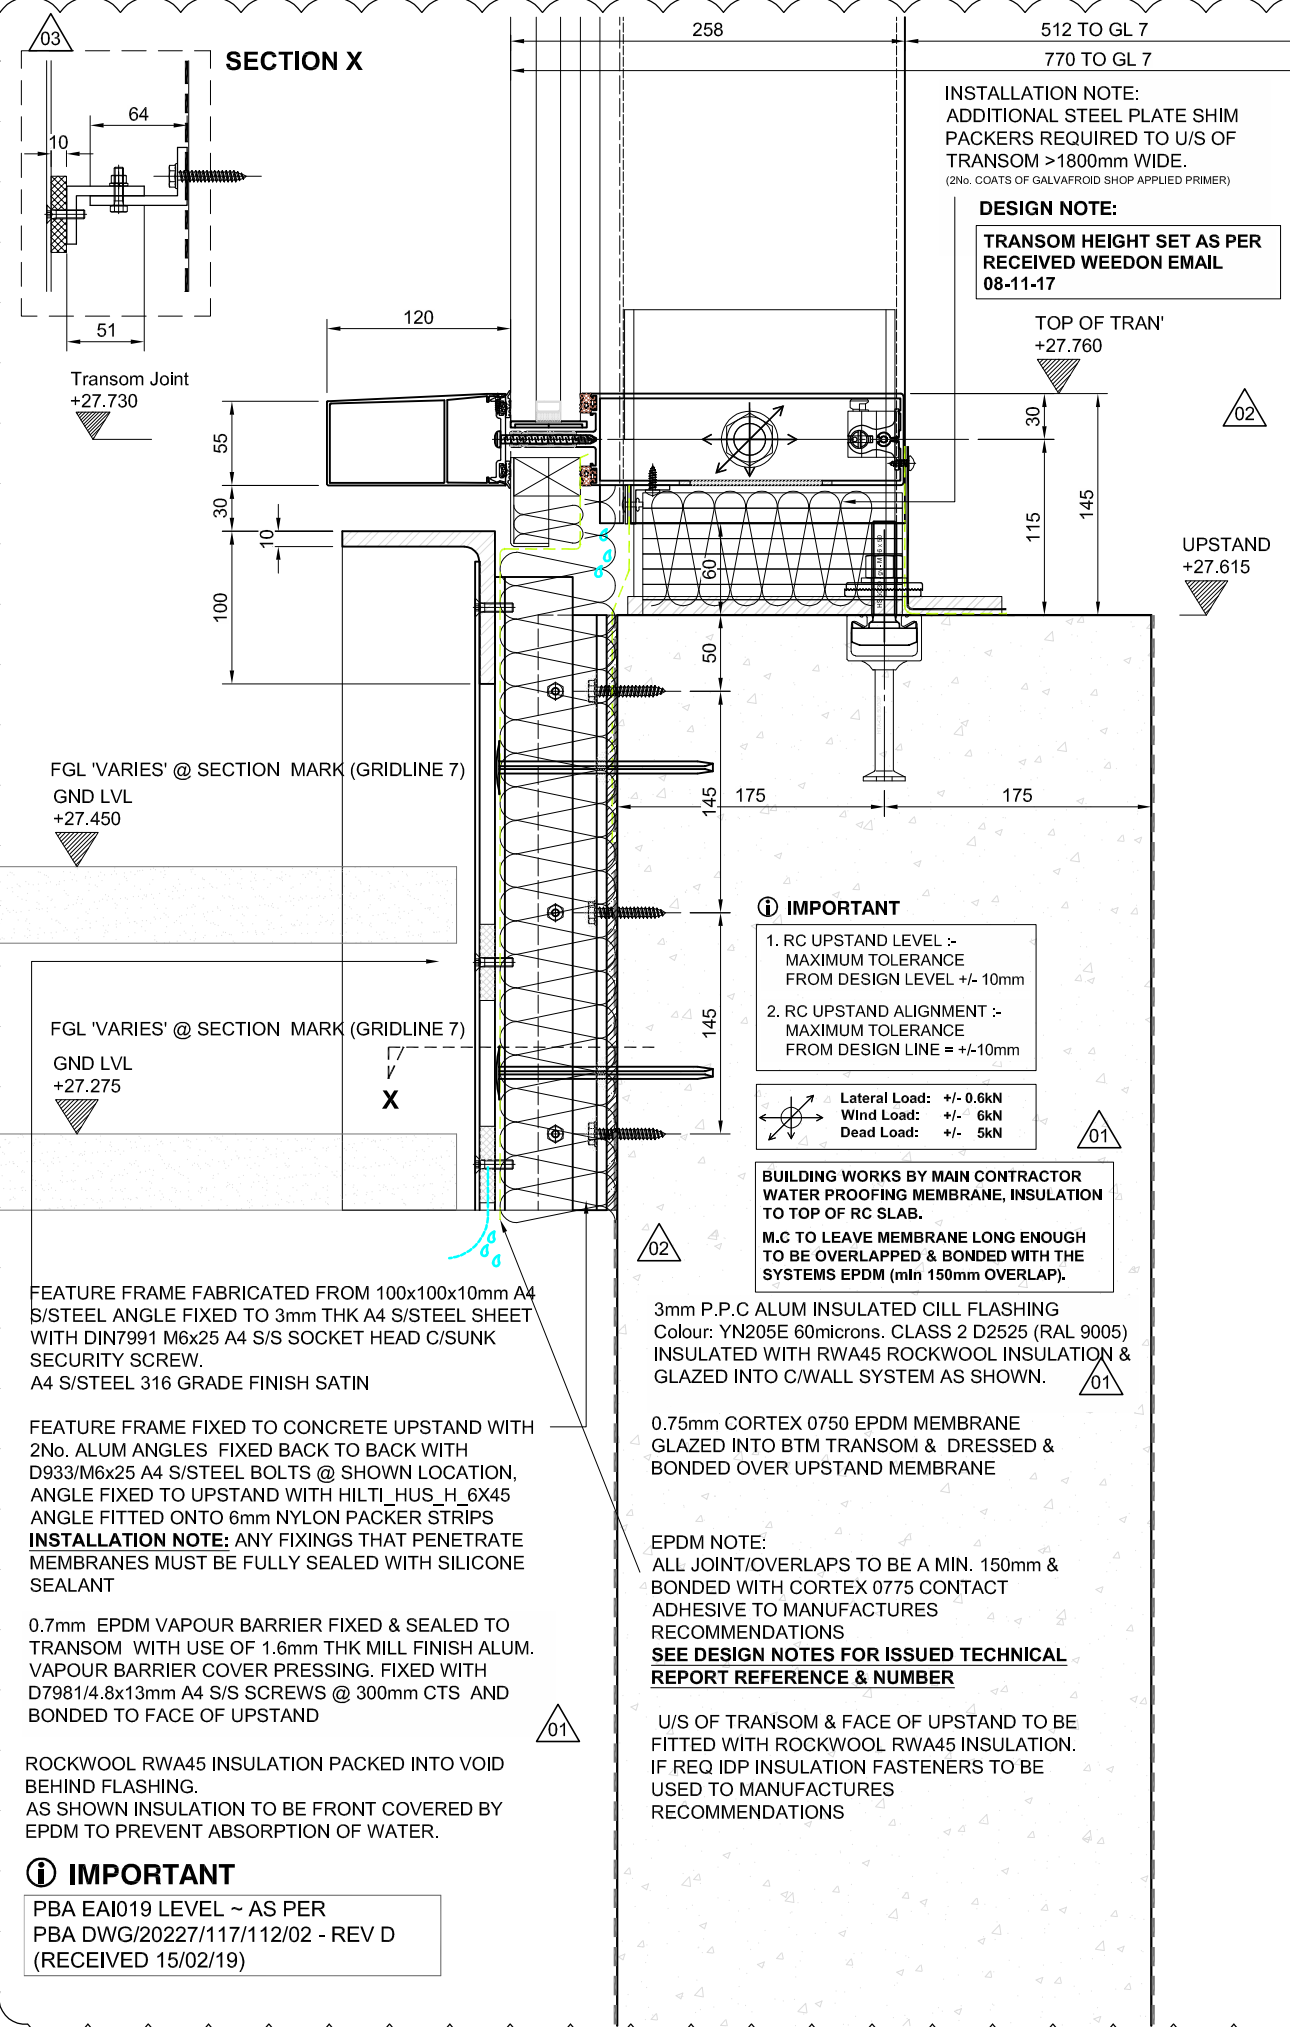 03
SECTION X
64
10
51
258
512 TO GL 7
770 TO GL 7
INSTALLATION NOTE:
ADDITIONAL STEEL PLATE SHIM
PACKERS REQUIRED TO U/S OF
TRANSOM >1800mm WIDE.
(2No. COATS OF GALVAFROID SHOP APPLIED PRIMER)
DESIGN NOTE:
TRANSOM HEIGHT SET AS PER
RECEIVED WEEDON EMAIL
08-11-17
TOP OF TRAN'
+27.760
120
Transom Joint
+27.730
55
30
10
100
30
115
145
02
UPSTAND
+27.615
60
50
145
145
175
175
FGL 'VARIES' @ SECTION MARK (GRIDLINE 7)
GND LVL
+27.450
FGL 'VARIES' @ SECTION MARK (GRIDLINE 7)
GND LVL
+27.275
X
IMPORTANT
1. RC UPSTAND LEVEL :-
MAXIMUM TOLERANCE
FROM DESIGN LEVEL +/- 10mm
2. RC UPSTAND ALIGNMENT :-
MAXIMUM TOLERANCE
FROM DESIGN LINE = +/-10mm
Lateral Load: +/- 0.6kN
Wind Load: +/- 6kN
Dead Load: +/- 5kN
01
BUILDING WORKS BY MAIN CONTRACTOR
WATER PROOFING MEMBRANE, INSULATION
TO TOP OF RC SLAB.
M.C TO LEAVE MEMBRANE LONG ENOUGH
TO BE OVERLAPPED & BONDED WITH THE
SYSTEMS EPDM (min 150mm OVERLAP).
02
3mm P.P.C ALUM INSULATED CILL FLASHING
Colour: YN205E 60microns. CLASS 2 D2525 (RAL 9005)
INSULATED WITH RWA45 ROCKWOOL INSULATION &
GLAZED INTO C/WALL SYSTEM AS SHOWN.
01
0.75mm CORTEX 0750 EPDM MEMBRANE
GLAZED INTO BTM TRANSOM & DRESSED &
BONDED OVER UPSTAND MEMBRANE
EPDM NOTE:
ALL JOINT/OVERLAPS TO BE A MIN. 150mm &
BONDED WITH CORTEX 0775 CONTACT
ADHESIVE TO MANUFACTURES
RECOMMENDATIONS
SEE DESIGN NOTES FOR ISSUED TECHNICAL
REPORT REFERENCE & NUMBER
U/S OF TRANSOM & FACE OF UPSTAND TO BE
FITTED WITH ROCKWOOL RWA45 INSULATION.
IF REQ IDP INSULATION FASTENERS TO BE
USED TO MANUFACTURES
RECOMMENDATIONS
FEATURE FRAME FABRICATED FROM 100x100x10mm A4
S/STEEL ANGLE FIXED TO 3mm THK A4 S/STEEL SHEET
WITH DIN7991 M6x25 A4 S/S SOCKET HEAD C/SUNK
SECURITY SCREW.
A4 S/STEEL 316 GRADE FINISH SATIN
FEATURE FRAME FIXED TO CONCRETE UPSTAND WITH
2No. ALUM ANGLES FIXED BACK TO BACK WITH
D933/M6x25 A4 S/STEEL BOLTS @ SHOWN LOCATION,
ANGLE FIXED TO UPSTAND WITH HILTI_HUS_H_6X45
ANGLE FITTED ONTO 6mm NYLON PACKER STRIPS
INSTALLATION NOTE: ANY FIXINGS THAT PENETRATE
MEMBRANES MUST BE FULLY SEALED WITH SILICONE
SEALANT
0.7mm EPDM VAPOUR BARRIER FIXED & SEALED TO
TRANSOM WITH USE OF 1.6mm THK MILL FINISH ALUM.
VAPOUR BARRIER COVER PRESSING. FIXED WITH
D7981/4.8x13mm A4 S/S SCREWS @ 300mm CTS AND
BONDED TO FACE OF UPSTAND
01
ROCKWOOL RWA45 INSULATION PACKED INTO VOID
BEHIND FLASHING.
AS SHOWN INSULATION TO BE FRONT COVERED BY
EPDM TO PREVENT ABSORPTION OF WATER.
IMPORTANT
PBA EAI019 LEVEL ~ AS PER
PBA DWG/20227/117/112/02 - REV D
(RECEIVED 15/02/19)